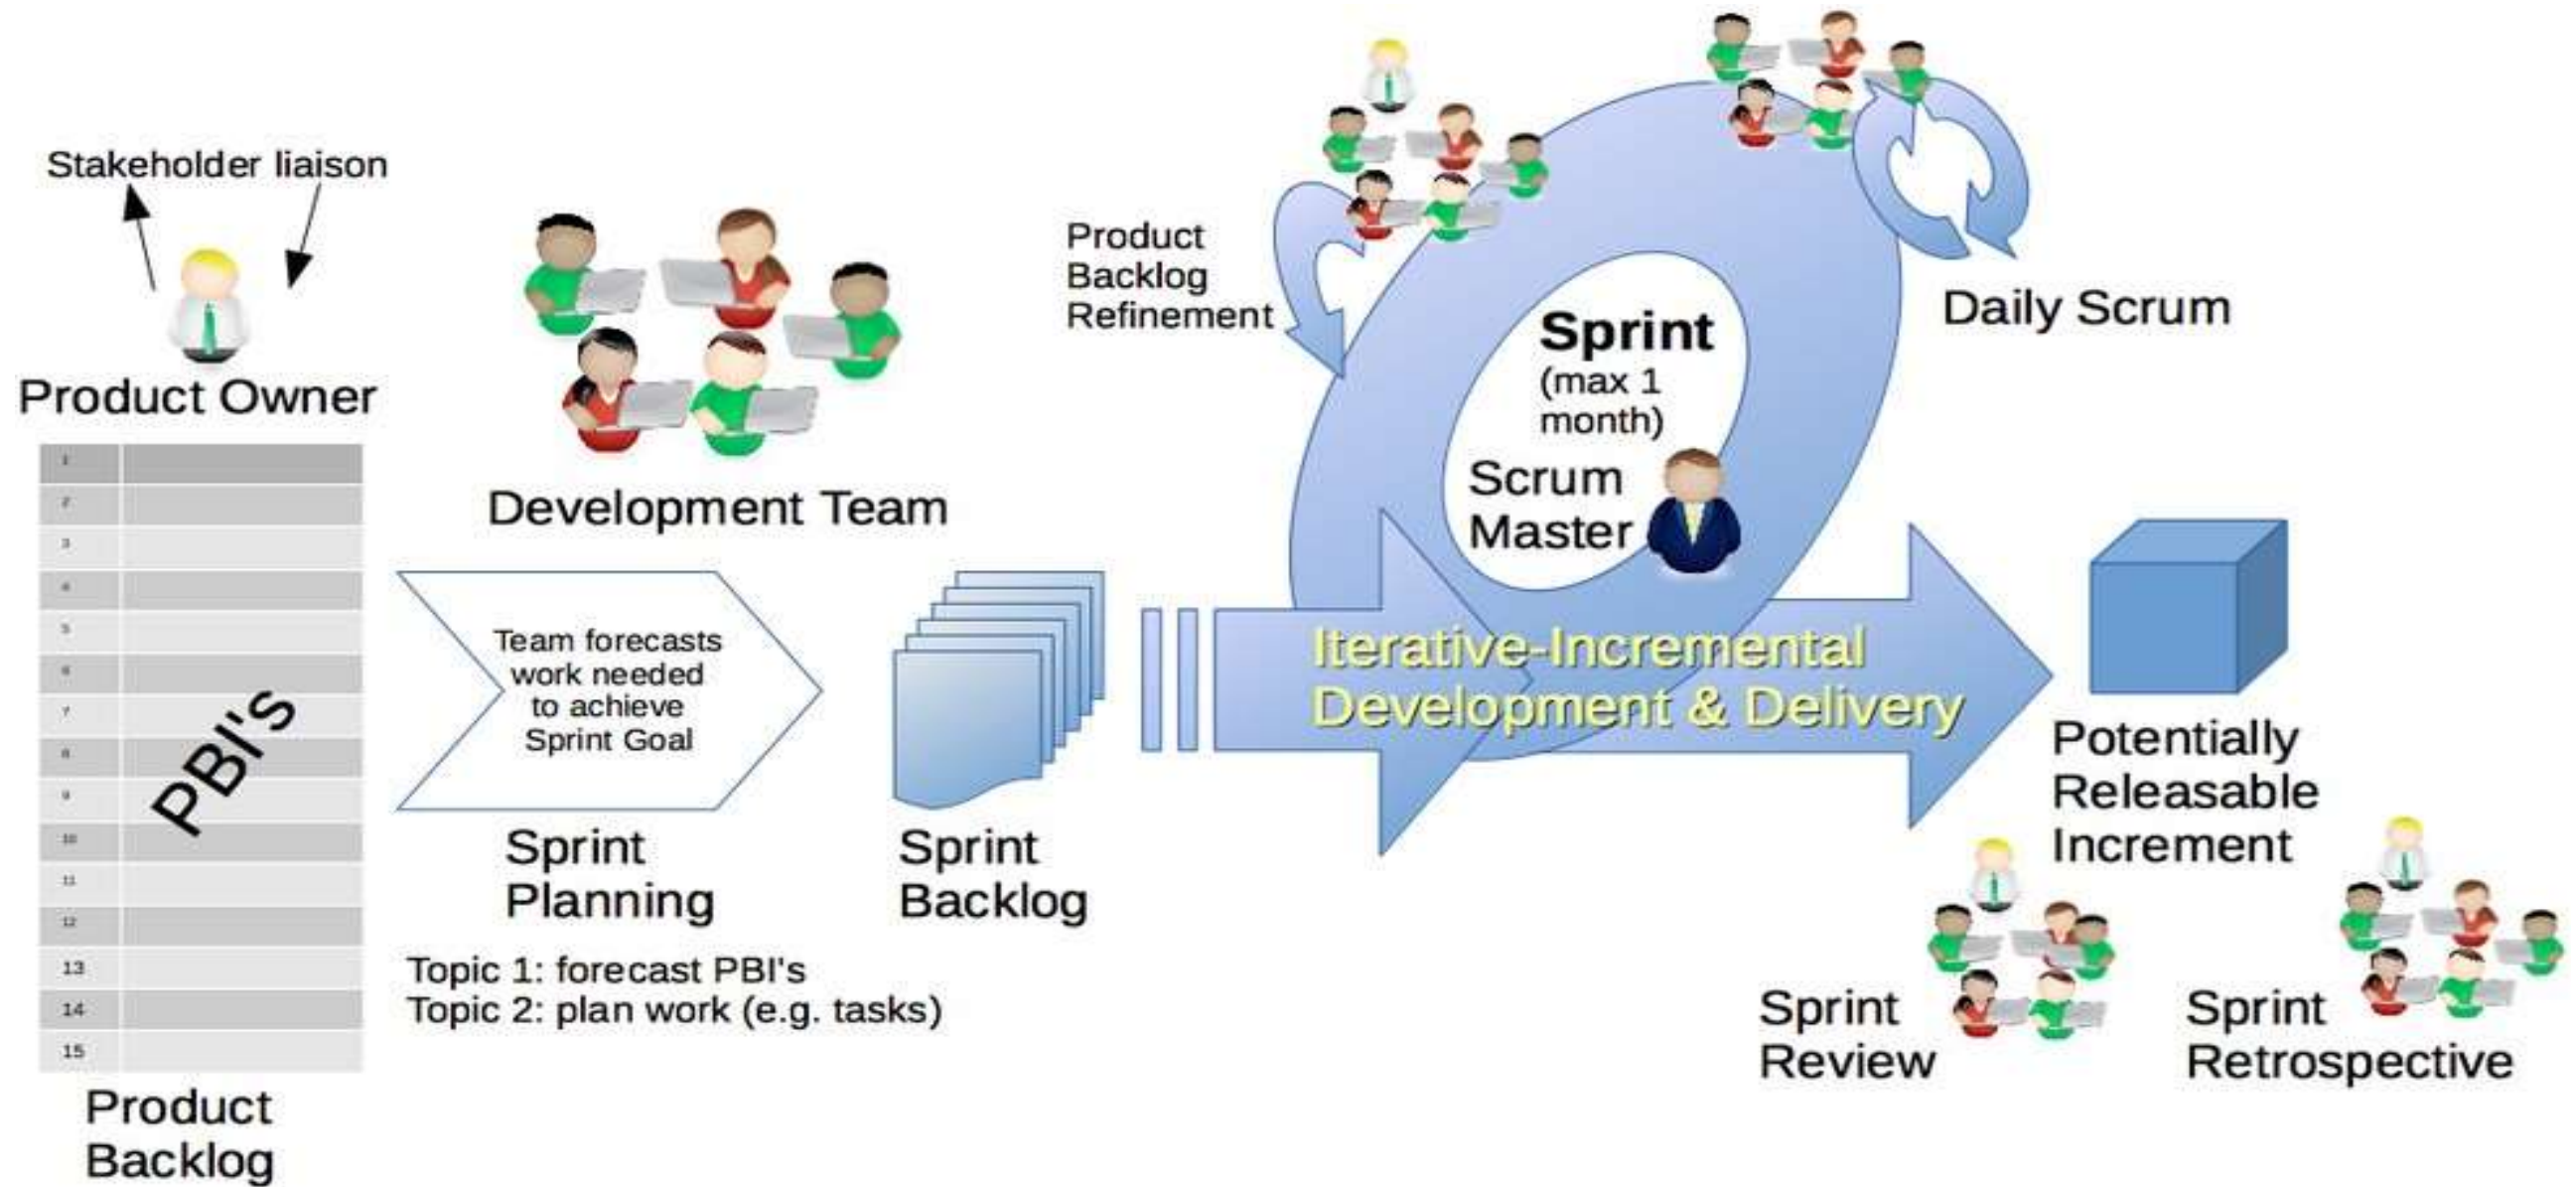 Stakeholder liaison
Product Owner
1
2
3
4
5
6
7
8
9
10
11
12
13
14
15
PBI's
Product
Backlog
Development Team
Team forecasts
work needed
to achieve
Sprint Goal
Sprint
Planning
Topic 1: forecast PBI's
Topic 2: plan work (e.g. tasks)
Sprint
Backlog
Product
Backlog
Refinement
Sprint
(max 1
month)
Scrum
Master
Daily Scrum
Iterative-Incremental
Development & Delivery
Potentially
Releasable
Increment
Sprint
Review
Sprint
Retrospective